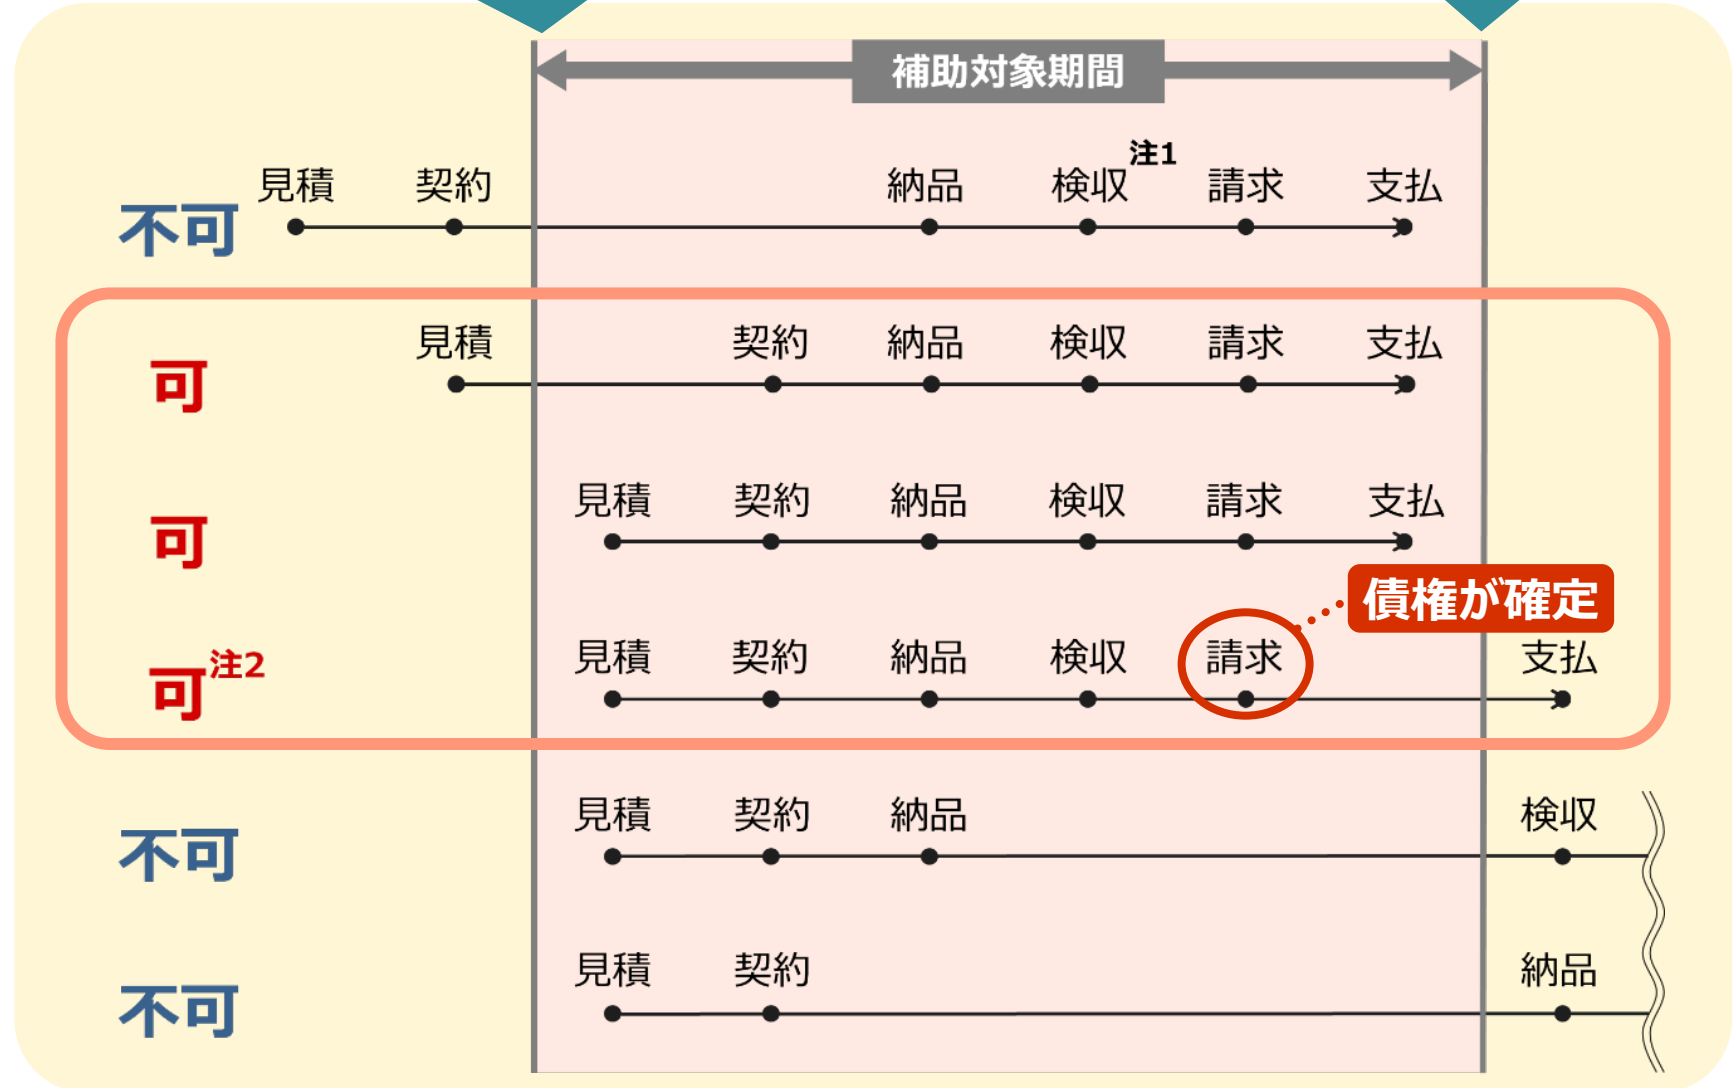 補助対象期間
注1
見積 契約 納品 検収 請求 支払
不可
見積 契約 納品 検収 請求 支払
可
見積 契約 納品 検収 請求 支払
可
債権が確定
見積 契約 納品 検収 請求 支払
可注2
見積 契約 納品 検収
不可
見積 契約 納品
不可